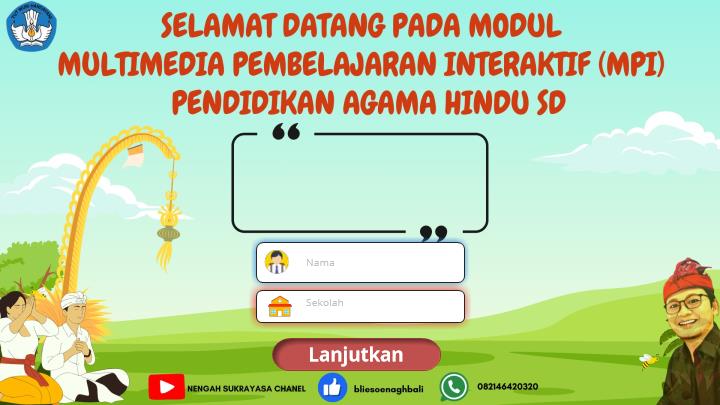 SELAMAT DATANG PADA MODUL
MULTIMEDIA PEMBELAJARAN INTERAKTIF (MPI)
PENDIDIKAN AGAMA HINDU SD
Nama
Sekolah
Lanjutkan
NENGAH SUKRAYASA CHANEL
bliesoenaghbali
082146420320